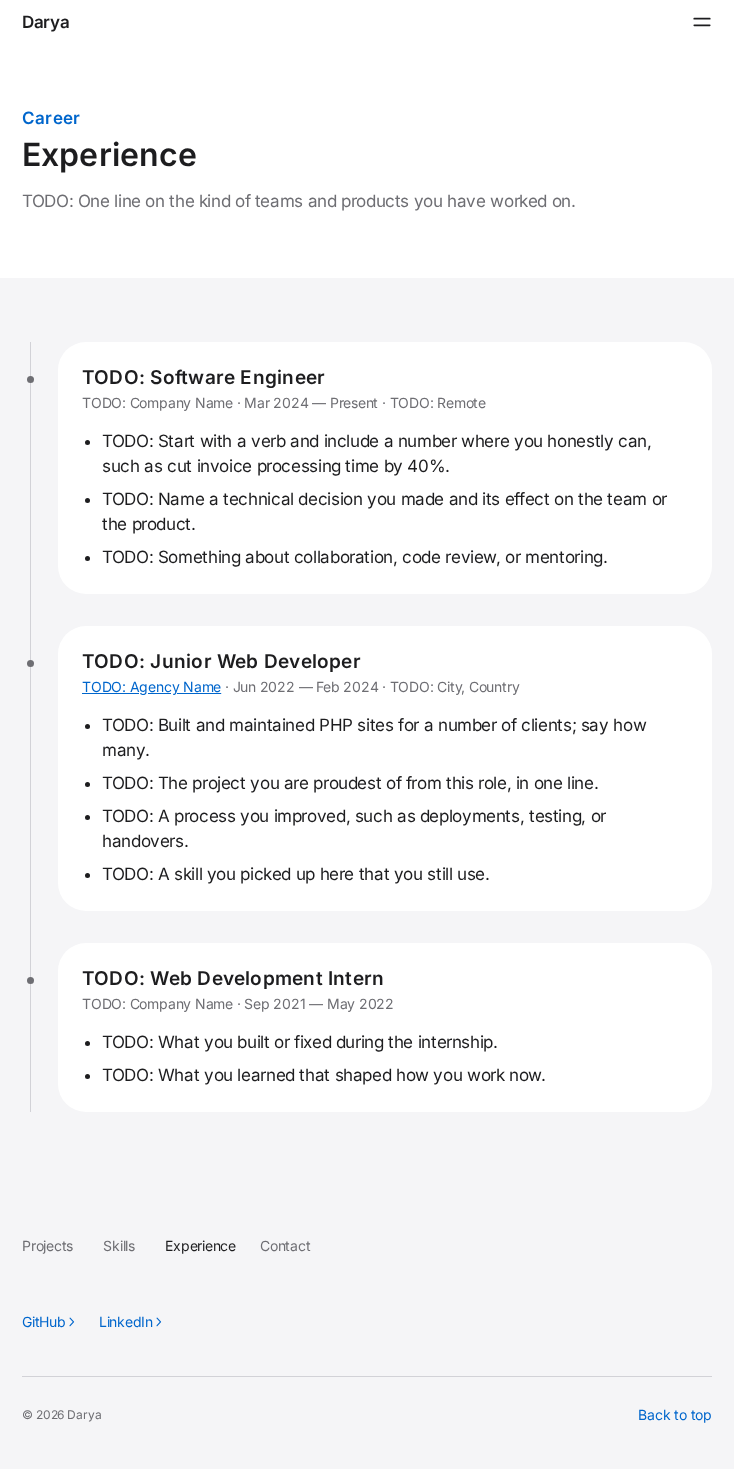 Darya
Career
Experience
TODO: One line on the kind of teams and products you have worked on.
TODO: Software Engineer
TODO: Company Name · Mar 2024 — Present · TODO: Remote
• TODO: Start with a verb and include a number where you honestly can,
such as cut invoice processing time by 40%.
• TODO: Name a technical decision you made and its effect on the team or
the product.
• TODO: Something about collaboration, code review, or mentoring.
TODO: Junior Web Developer
TODO: Agency Name · Jun 2022 — Feb 2024 · TODO: City, Country
• TODO: Built and maintained PHP sites for a number of clients; say how
many.
• TODO: The project you are proudest of from this role, in one line.
• TODO: A process you improved, such as deployments, testing, or
handovers.
• TODO: A skill you picked up here that you still use.
TODO: Web Development Intern
TODO: Company Name · Sep 2021 — May 2022
• TODO: What you built or fixed during the internship.
• TODO: What you learned that shaped how you work now.
Projects Skills Experience Contact
GitHub › LinkedIn ›
© 2026 Darya Back to top